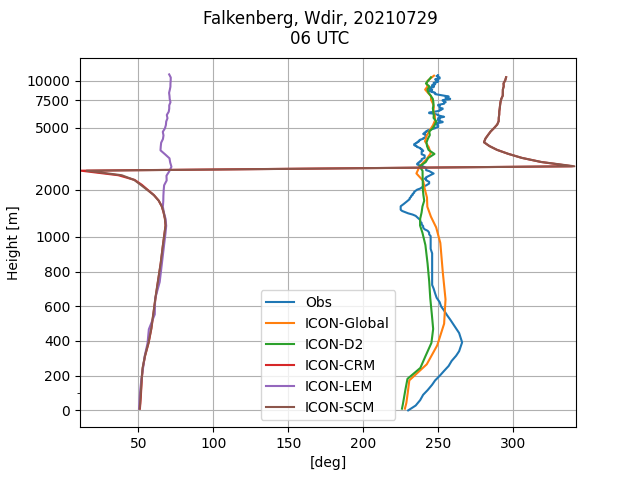 Falkenberg, Wdir, 20210729
06 UTC
10000
7500
5000
2000
1000
800
600
400
200
0
Height [m]
Obs
ICON-Global
ICON-D2
ICON-CRM
ICON-LEM
ICON-SCM
50 100 150 200 250 300
[deg]